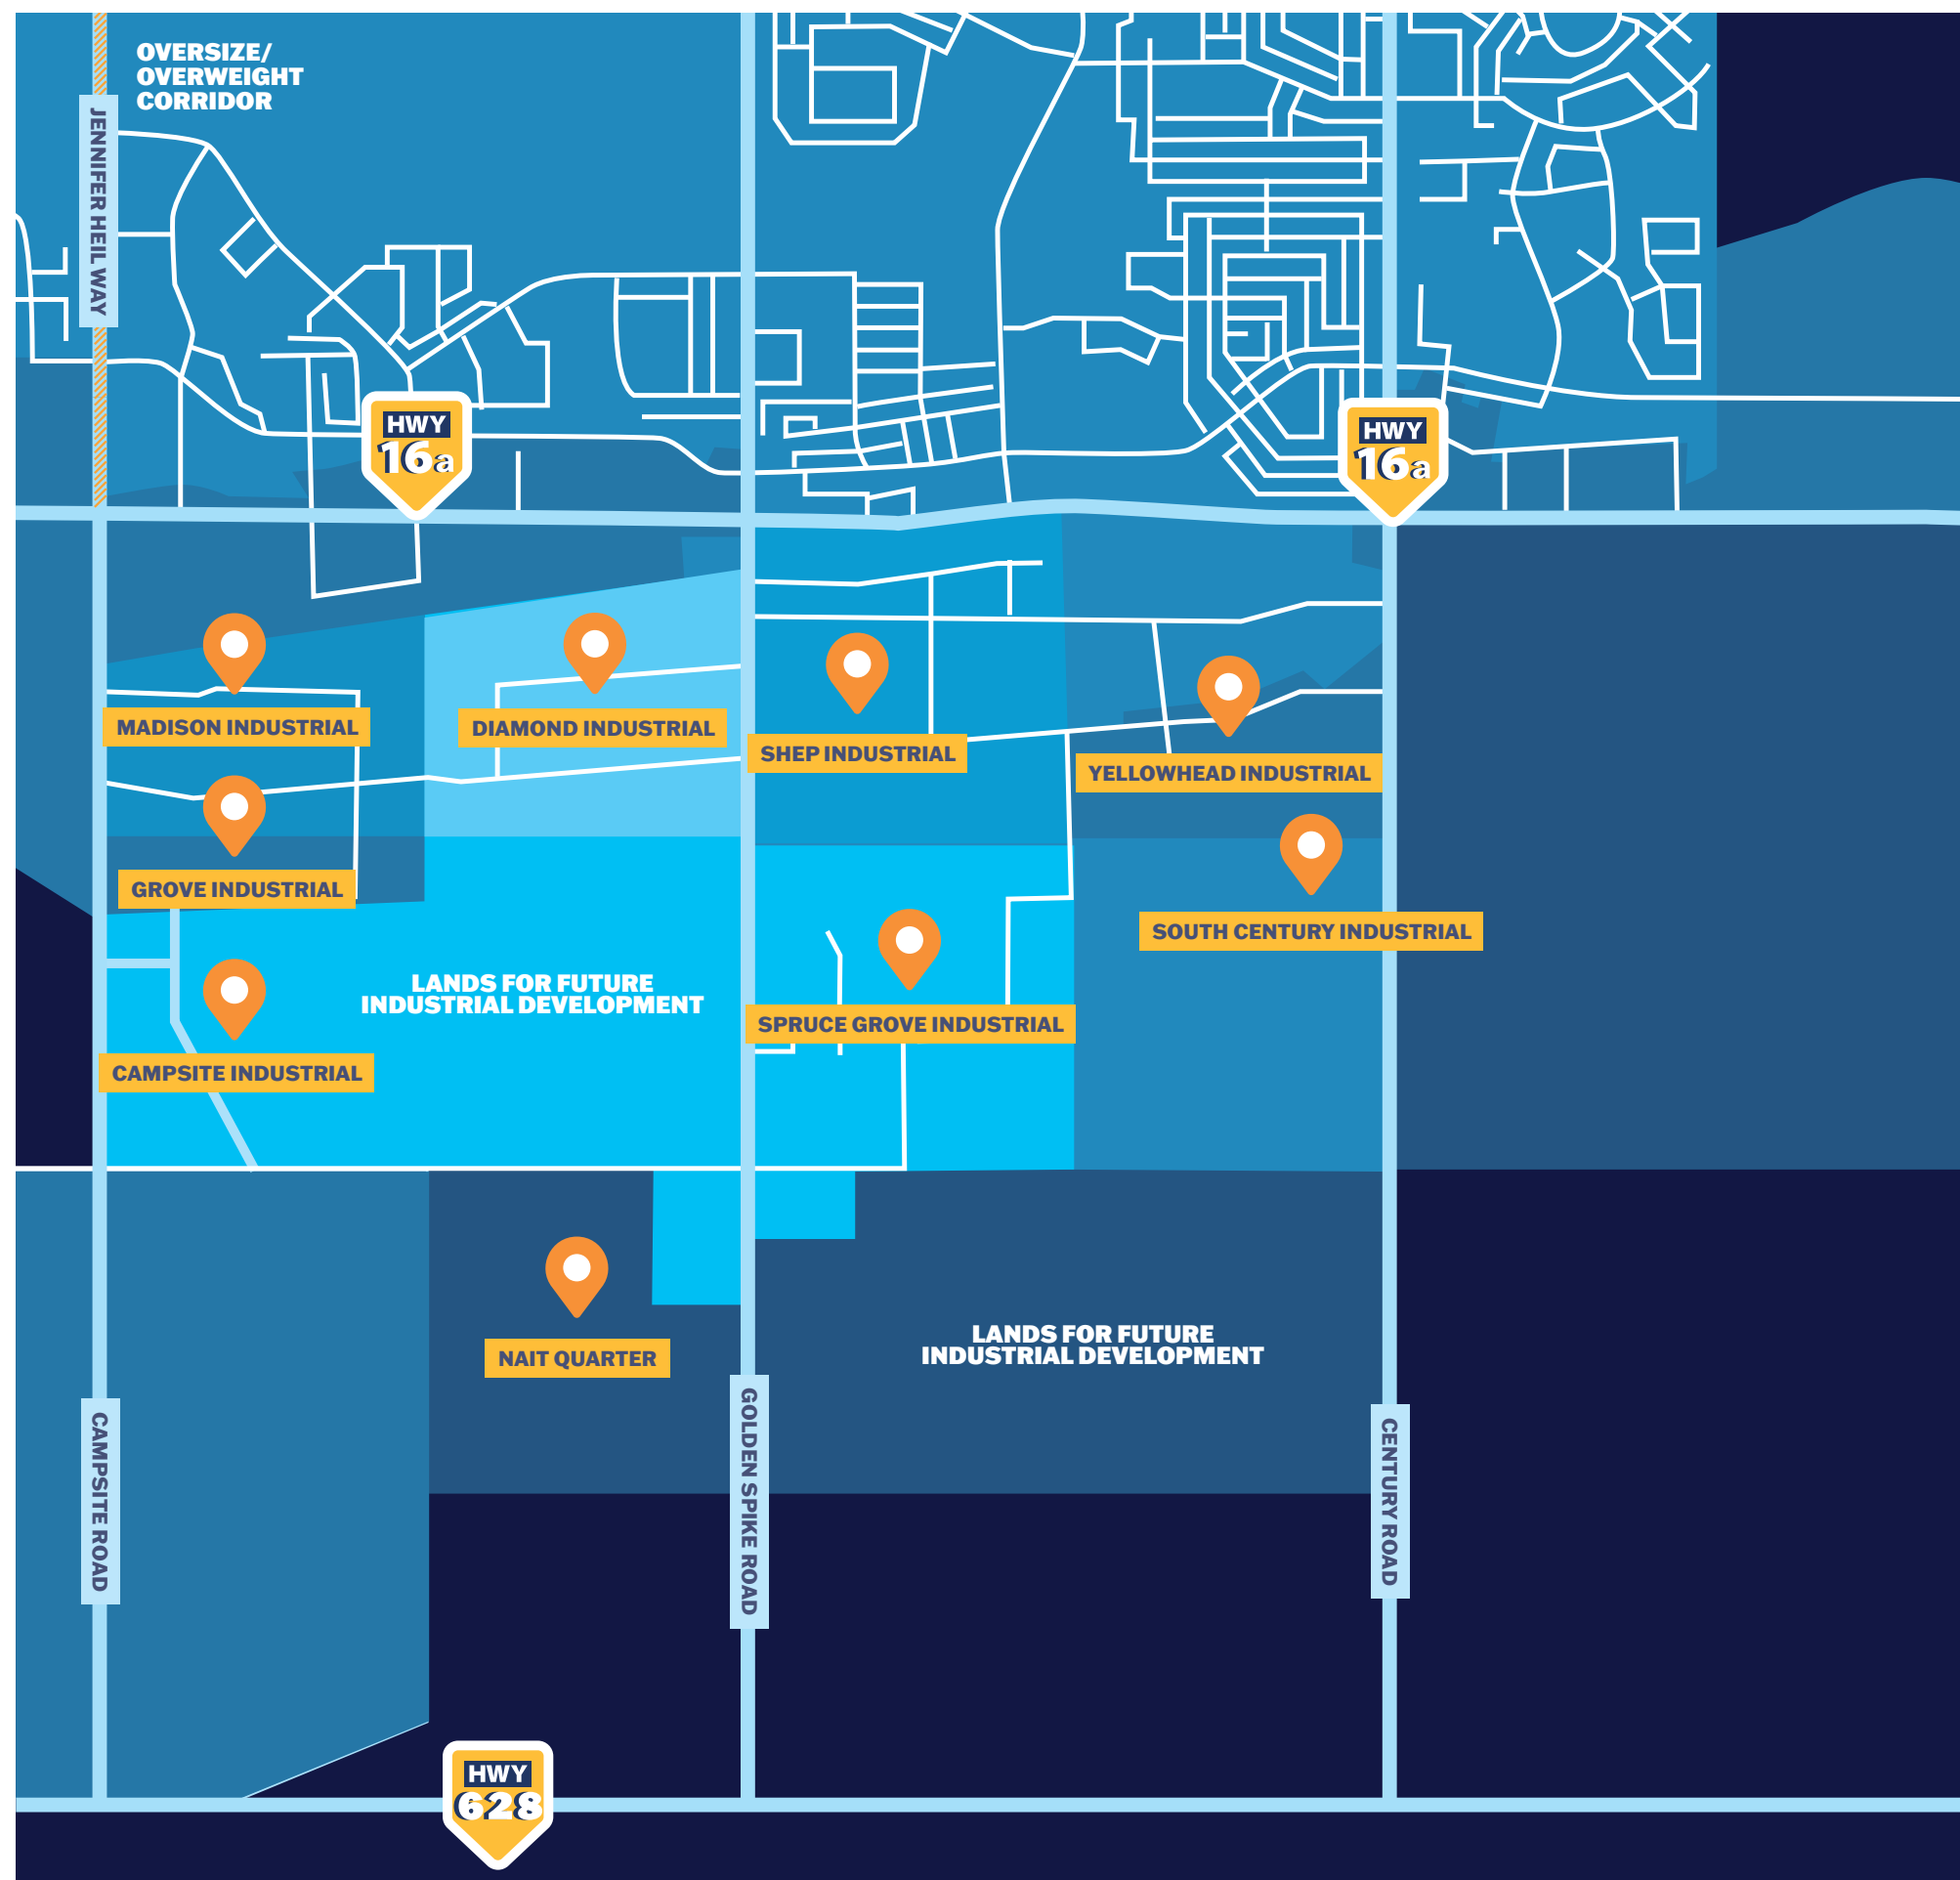 OVERSIZE/
OVERWEIGHT
CORRIDOR
JENNIFER HEIL WAY
HWY
16a
HWY
16a
MADISON INDUSTRIAL
DIAMOND INDUSTRIAL
SHEP INDUSTRIAL
YELLOWHEAD INDUSTRIAL
GROVE INDUSTRIAL
SOUTH CENTURY INDUSTRIAL
LANDS FOR FUTURE
INDUSTRIAL DEVELOPMENT
SPRUCE GROVE INDUSTRIAL
CAMPSITE INDUSTRIAL
NAIT QUARTER
LANDS FOR FUTURE
INDUSTRIAL DEVELOPMENT
CAMPSITE ROAD
GOLDEN SPIKE ROAD
CENTURY ROAD
HWY
628